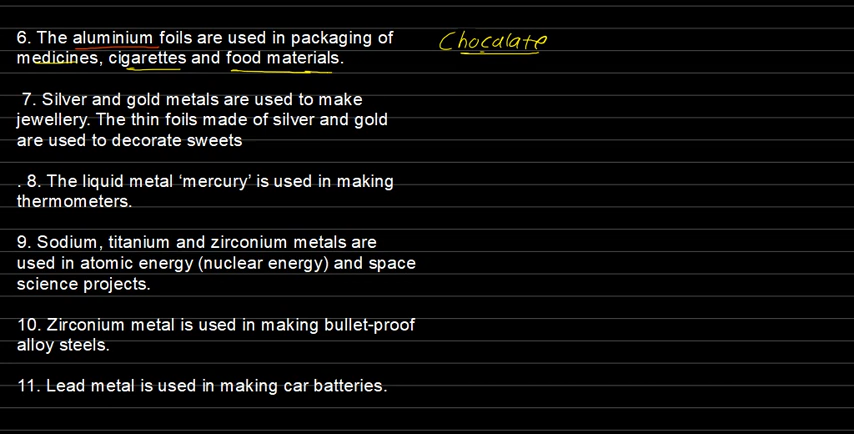 6. The aluminium foils are used in packaging of
medicines, cigarettes and food materials.
Chocalate
7. Silver and gold metals are used to make
jewellery. The thin foils made of silver and gold
are used to decorate sweets
. 8. The liquid metal ‘mercury’ is used in making
thermometers.
9. Sodium, titanium and zirconium metals are
used in atomic energy (nuclear energy) and space
science projects.
10. Zirconium metal is used in making bullet-proof
alloy steels.
11. Lead metal is used in making car batteries.